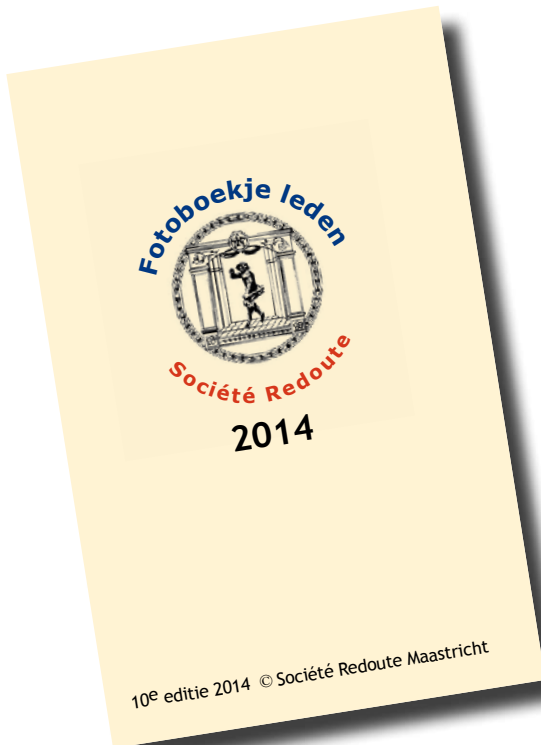 Fotoboekje leden
Société Redoute
2014
10e editie 2014 © Société Redoute Maastricht